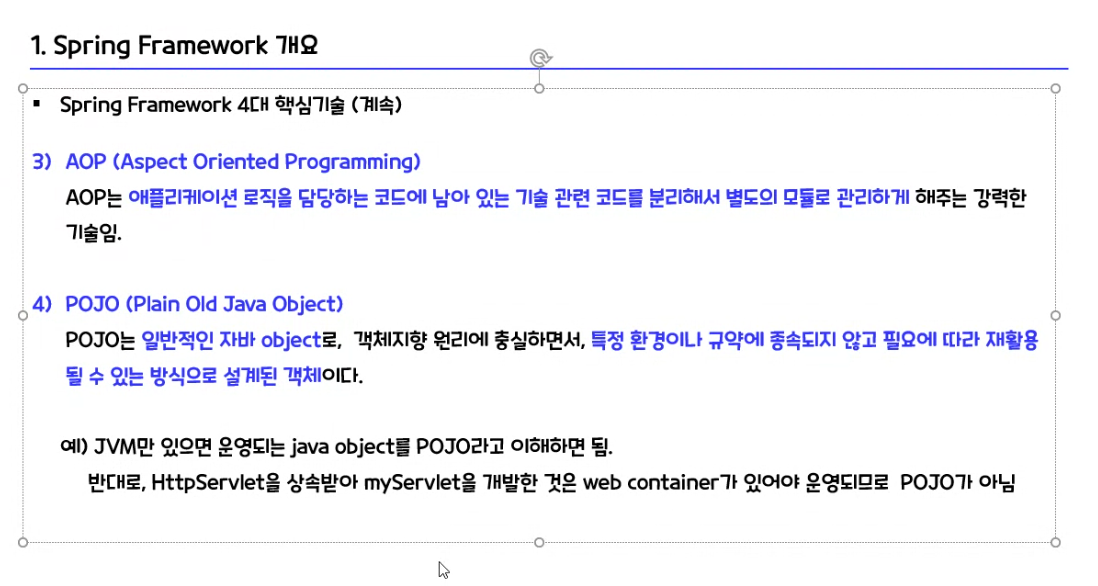 1. Spring Framework 개요
▪ Spring Framework 4대 핵심기술 (계속)
3) AOP (Aspect Oriented Programming)
AOP는 애플리케이션 로직을 담당하는 코드에 남아 있는 기술 관련 코드를 분리해서 별도의 모듈로 관리하게 해주는 강력한
기술임.
4) POJO (Plain Old Java Object)
POJO는 일반적인 자바 object로, 객체지향 원리에 충실하면서, 특정 환경이나 규약에 종속되지 않고 필요에 따라 재활용
될 수 있는 방식으로 설계된 객체이다.
예) JVM만 있으면 운영되는 java object를 POJO라고 이해하면 됨.
반대로, HttpServlet을 상속받아 myServlet을 개발한 것은 web container가 있어야 운영되므로 POJO가 아님